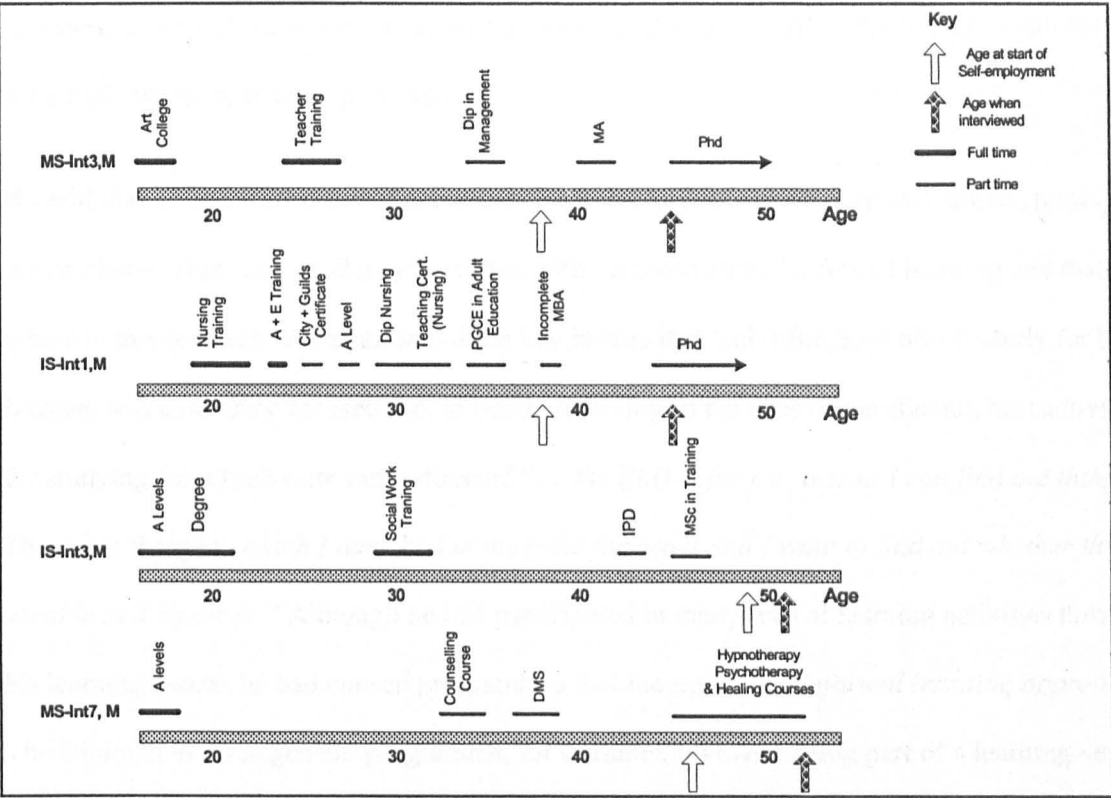 Key
Age at start of
Self-employment
Age when
interviewed
Full time
Part time
Art
College
Teacher
Training
Dip in
Management
MA
Phd
MS-Int3,M
20
30
40
50
Age
Nursing
Training
A + E Training
City + Guilds
Certificate
A Level
Dip Nursing
Teaching Cert.
(Nursing)
PGCE in Adult
Education
Incomplete
MBA
Phd
IS-Int1,M
20
30
40
50
Age
A Levels
Degree
Social Work
Traning
IPD
MSc in Training
IS-Int3,M
20
30
40
50
Age
A levels
Counselling
Course
DMS
Hypnotherapy
Psychotherapy
& Healing Courses
MS-Int7, M
20
30
40
50
Age